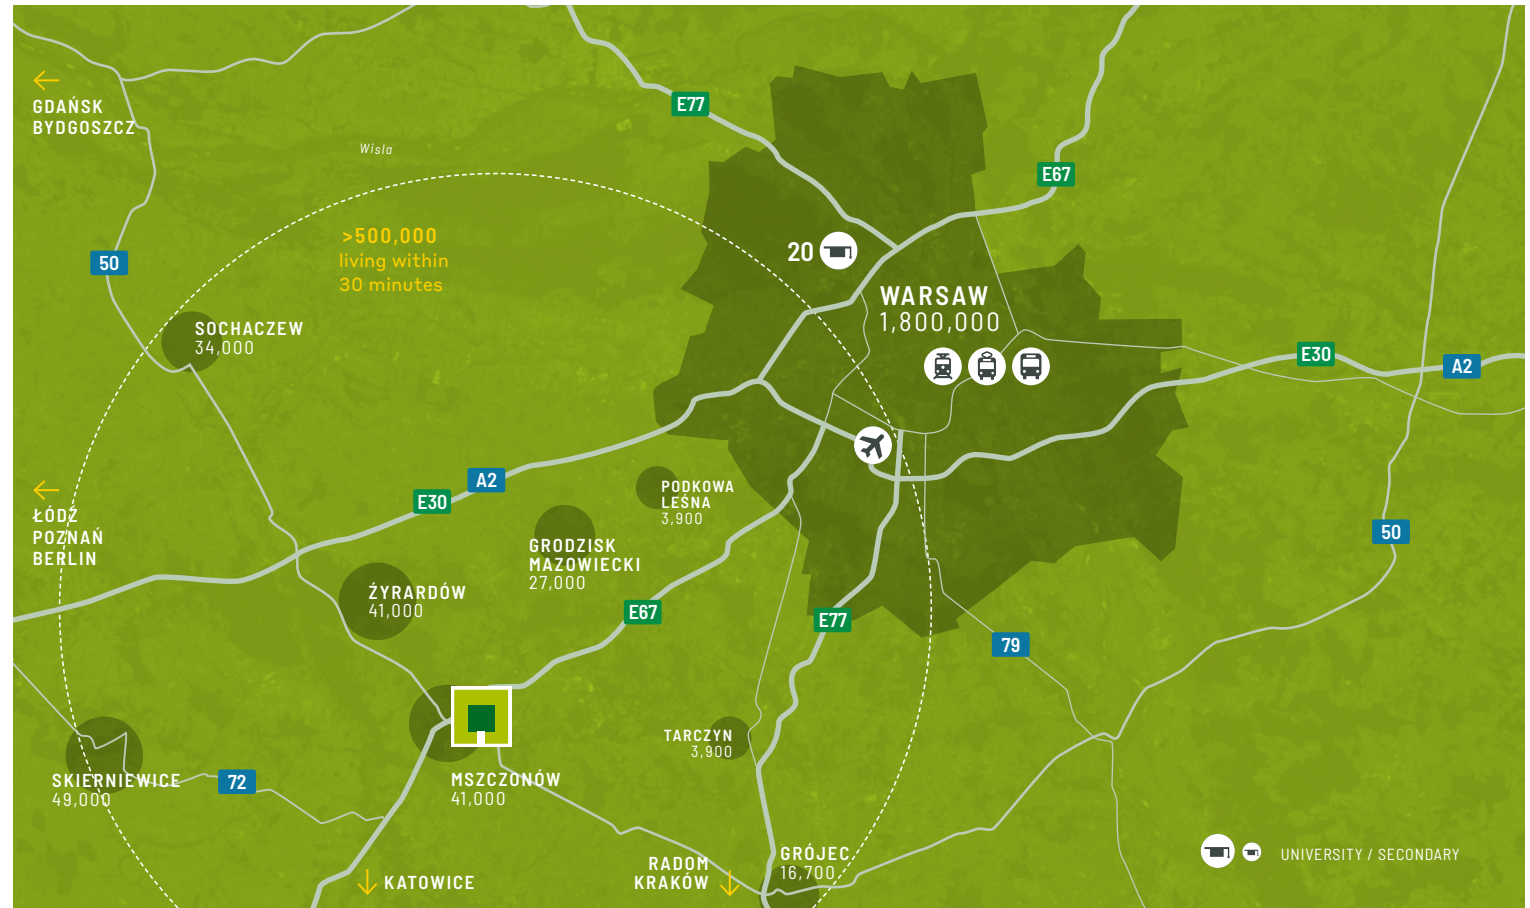 GDAŃSK
BYDGOSZCZ
E77
Wisla
E67
>500,000
living within
30 minutes
20
50
WARSAW
1,800,000
SOCHACZEW
34,000
E30
A2
A2
E30
PODKOWA
LEŚNA
3,900
ŁÓDŹ
POZNAŃ
BERLIN
GRODZISK
MAZOWIECKI
27,000
50
ŻYRARDÓW
41,000
E67
E77
79
TARCZYN
3,900
SKIERNIEWICE
49,000
72
MSZCZONÓW
41,000
GRÓJEC
16,700
RADOM
KRAKÓW
KATOWICE
UNIVERSITY / SECONDARY